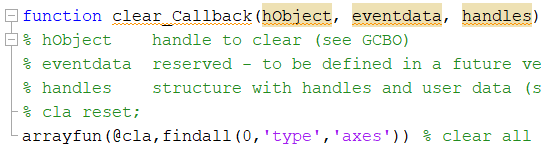 function clear_Callback(hObject, eventdata, handles)
% hObject    handle to clear (see GCBO)
% eventdata  reserved - to be defined in a future ve
% handles    structure with handles and user data (s
% cla reset;
arrayfun(@cla,findall(0,'type','axes')) % clear all